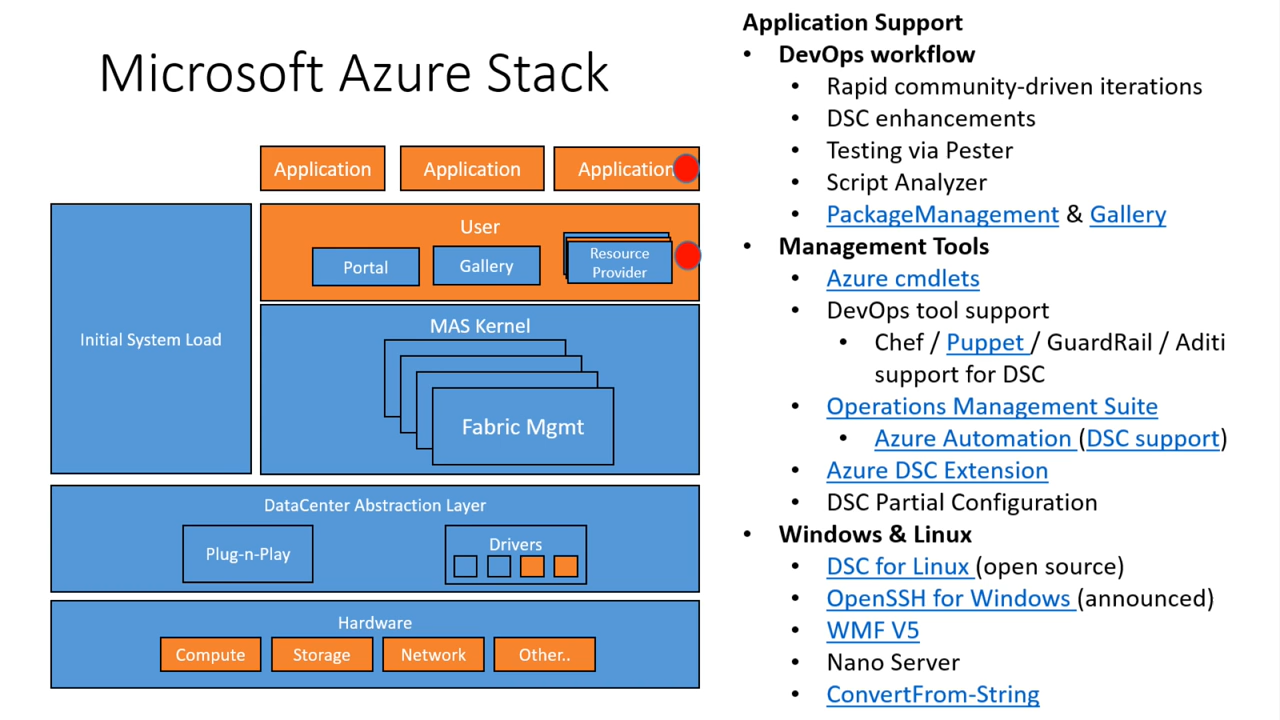 Microsoft Azure Stack
Application
Application
Application
Initial System Load
User
Portal
Gallery
Resource
Provider
MAS Kernel
Fabric Mgmt
DataCenter Abstraction Layer
Plug-n-Play
Drivers
Hardware
Compute
Storage
Network
Other..
Application Support
• DevOps workflow
• Rapid community-driven iterations
• DSC enhancements
• Testing via Pester
• Script Analyzer
• PackageManagement & Gallery
• Management Tools
• Azure cmdlets
• DevOps tool support
• Chef / Puppet / GuardRail / Aditi
support for DSC
• Operations Management Suite
• Azure Automation (DSC support)
• Azure DSC Extension
• DSC Partial Configuration
• Windows & Linux
• DSC for Linux (open source)
• OpenSSH for Windows (announced)
• WMF V5
• Nano Server
• ConvertFrom-String